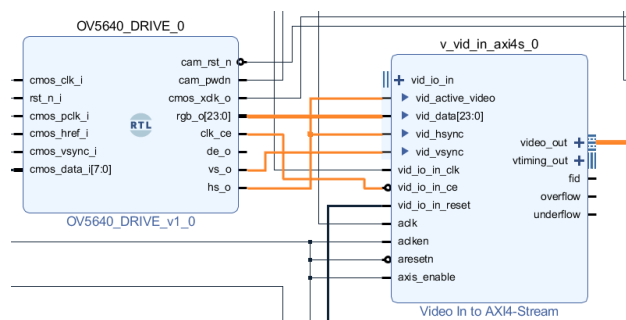 OV5640_DRIVE_0
cmos_clk_i
rst_n_i
cmos_pclk_i
cmos_href_i
cmos_vsync_i
cmos_data_i[7:0]
RTL
cam_rst_n
cam_pwdn
cmos_xdk_o
rgb_o[23:0]
clk_ce
de_o
vs_o
hs_o
OV5640_DRIVE_v1_0
v_vid_in_axi4s_0
vid_io_in
vid_active_video
vid_data[23:0]
vid_hsync
vid_vsync
vid_io_in_clk
vid_io_in_ce
vid_io_in_reset
adk
adken
aresetn
axis_enable
video_out
vtiming_out
fid
overflow
underflow
Video In to AXI4-Stream